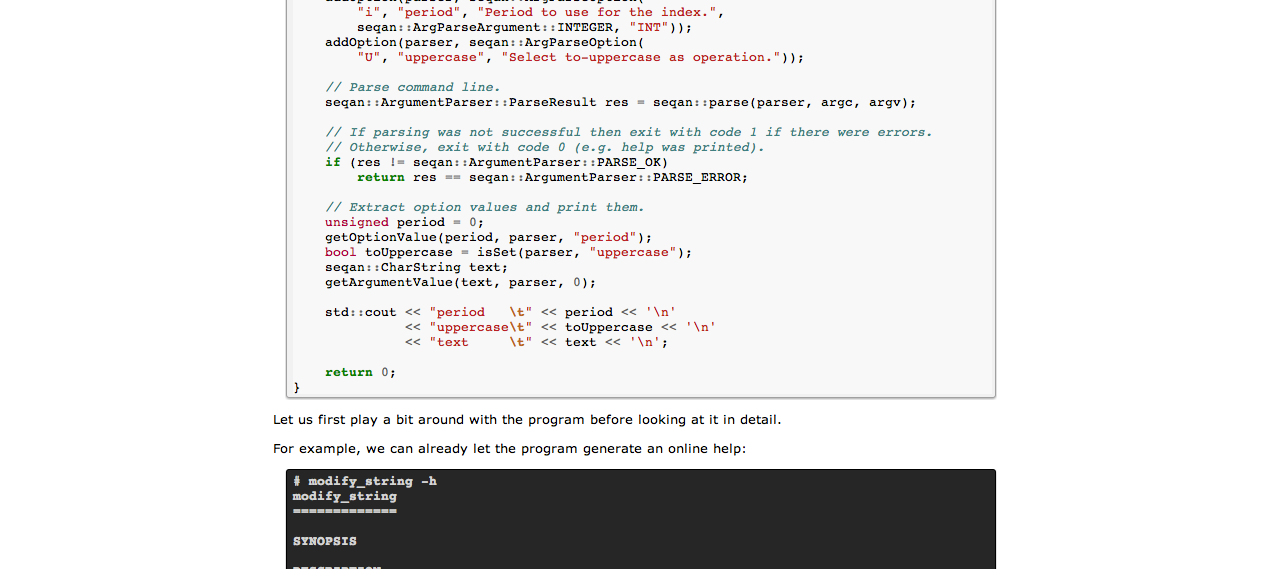 "i", "period", "Period to use for the index.",
seqan::ArgParseArgument::INTEGER, "INT"));
addOption(parser, seqan::ArgParseOption(
"U", "uppercase", "Select to-uppercase as operation."));
// Parse command line.
seqan::ArgumentParser::ParseResult res = seqan::parse(parser, argc, argv);
// If parsing was not successful then exit with code 1 if there were errors.
// Otherwise, exit with code 0 (e.g. help was printed).
if (res != seqan::ArgumentParser::PARSE_OK)
return res == seqan::ArgumentParser::PARSE_ERROR;
// Extract option values and print them.
unsigned period = 0;
getOptionValue(period, parser, "period");
bool toUppercase = isSet(parser, "uppercase");
seqan::CharString text;
getArgumentValue(text, parser, 0);
std::cout << "period   \t" << period << '\n'
<< "uppercase\t" << toUppercase << '\n'
<< "text     \t" << text << '\n';
return 0;
}
Let us first play a bit around with the program before looking at it in detail.
For example, we can already let the program generate an online help:
# modify_string -h
modify_string
=============
SYNOPSIS